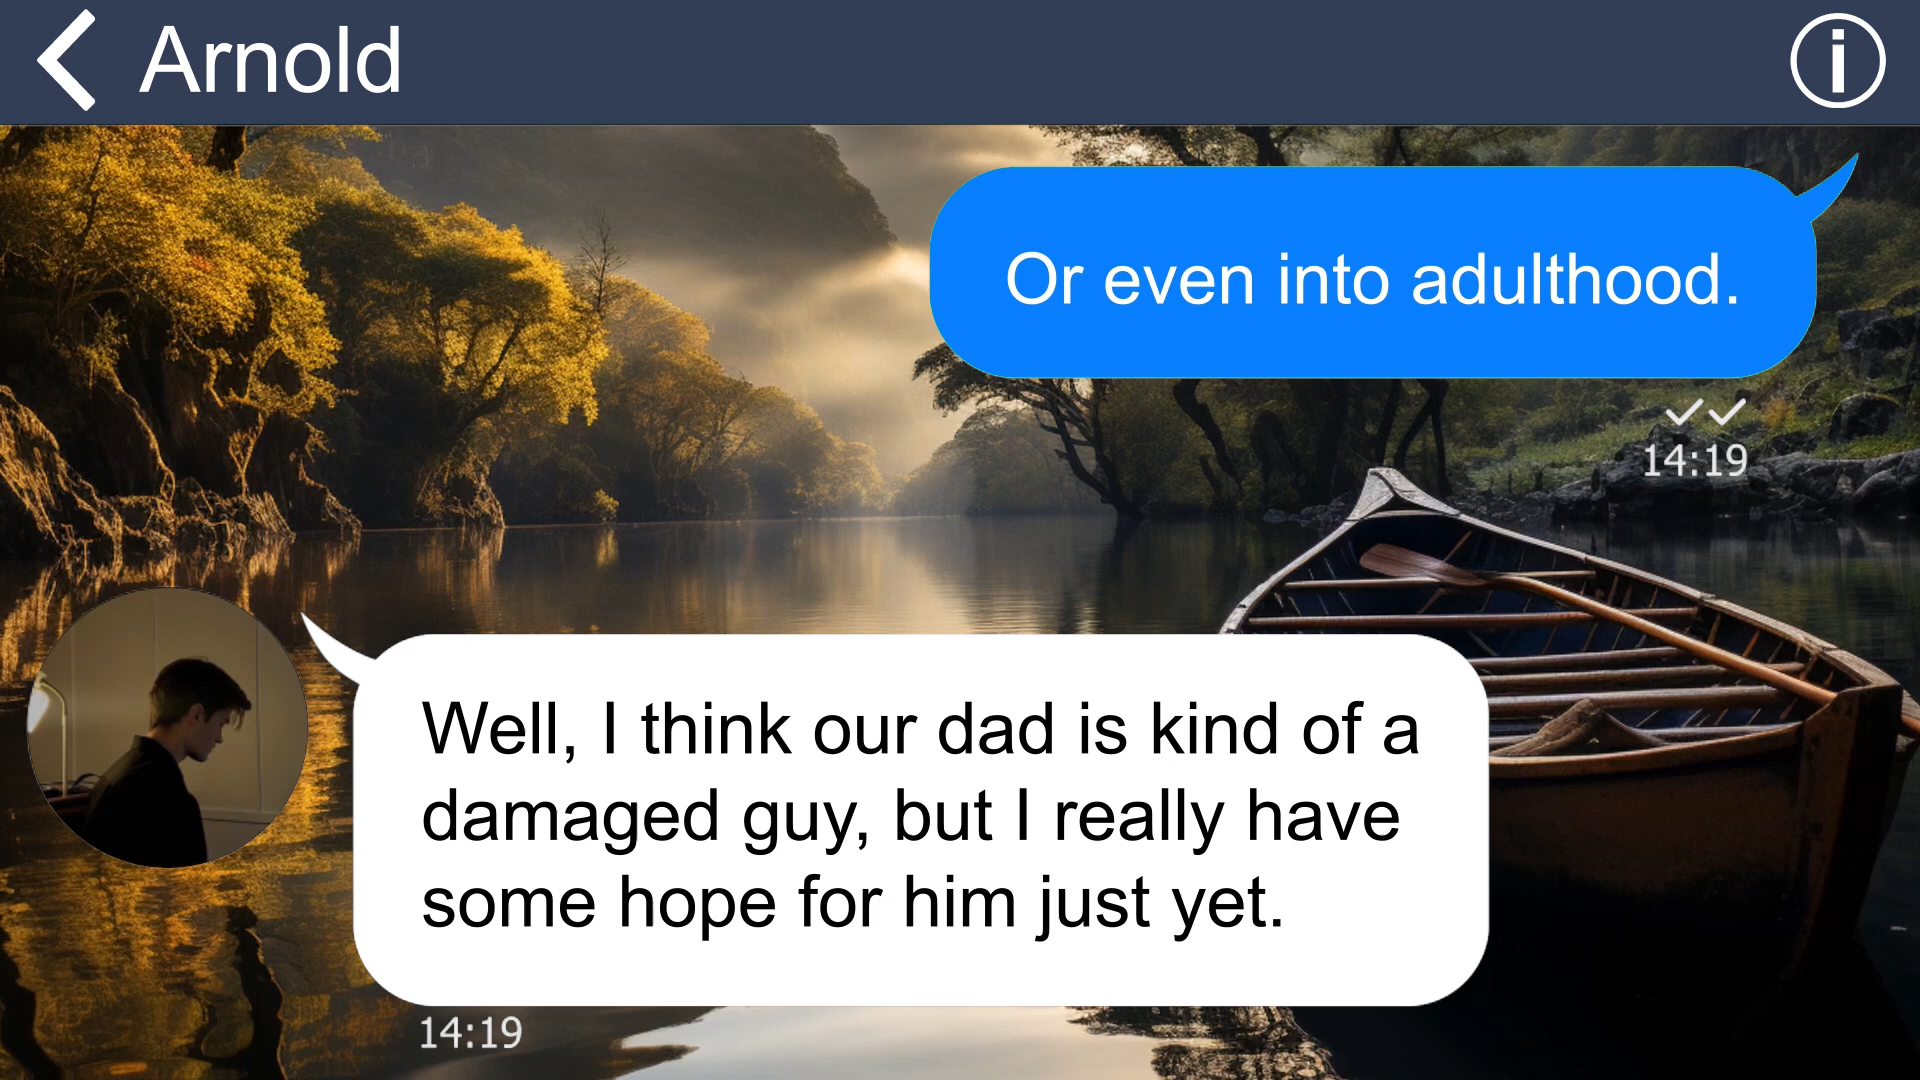 Arnold
Or even into adulthood.
14:19
Well, I think our dad is kind of a
damaged guy, but I really have
some hope for him just yet.
14:19